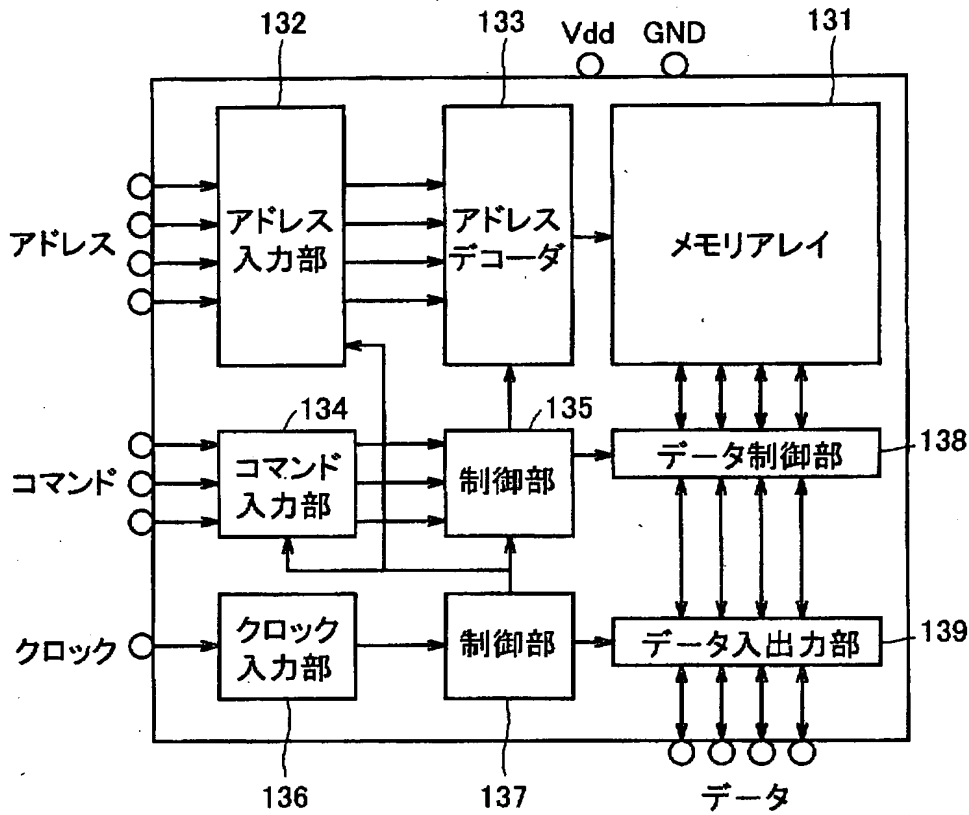 132
133
Vdd
GND
131
アドレス
アドレス
入力部
アドレス
デコーダ
メモリアレイ
134
135
コマンド
コマンド
入力部
制御部
データ制御部
138
クロック
クロック
入力部
制御部
データ入出力部
139
136
137
データ